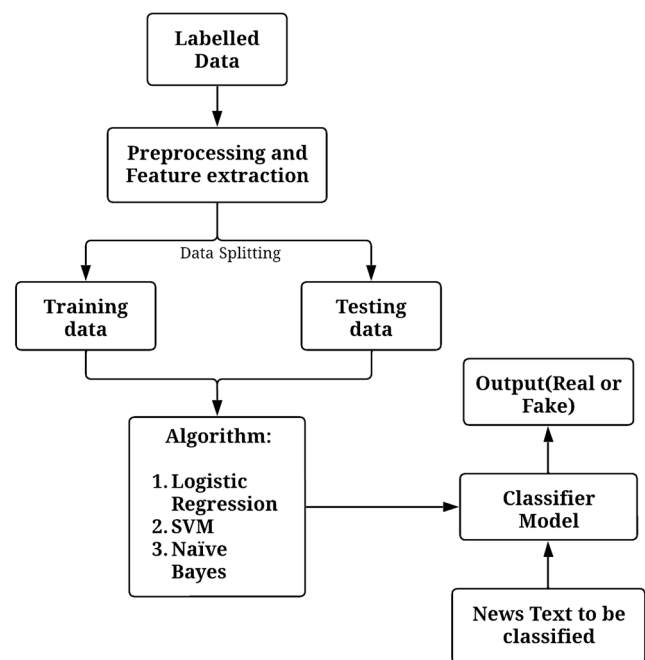 Labelled
Data
Preprocessing and
Feature extraction
Data Splitting
Training
data
Testing
data
Algorithm:
1. Logistic
Regression
2. SVM
3. Naïve
Bayes
Output(Real or
Fake)
Classifier
Model
News Text to be
classified